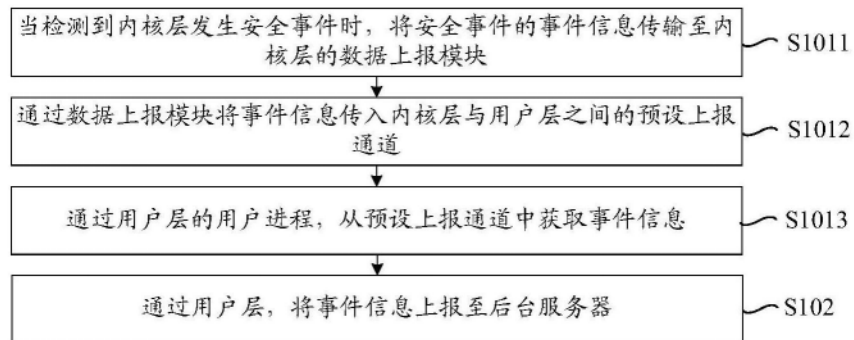 当检测到内核层发生安全事件时，将安全事件的事件信息传输至内
核层的数据上报模块
S1011
通过数据上报模块将事件信息传入内核层与用户层之间的预设上报
通道
S1012
通过用户层的用户进程，从预设上报通道中获取事件信息
S1013
通过用户层，将事件信息上报至后台服务器
S102